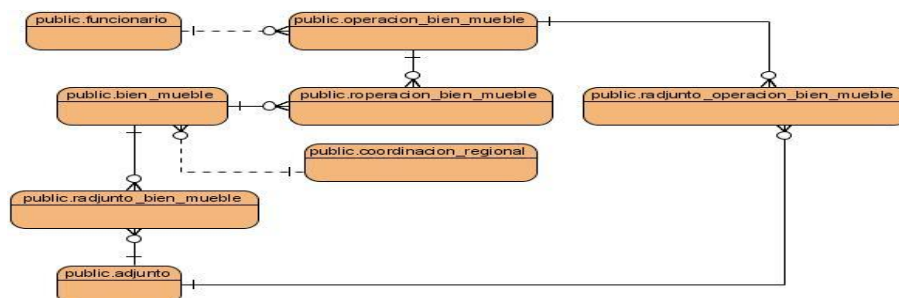 public.funcionario
public.operacion_bien_mueble
public.bien_mueble
public.roperacion_bien_mueble
public.radjunto_operacion_bien_mueble
public.coordinacion_regional
public.radjunto_bien_mueble
public.adjunto